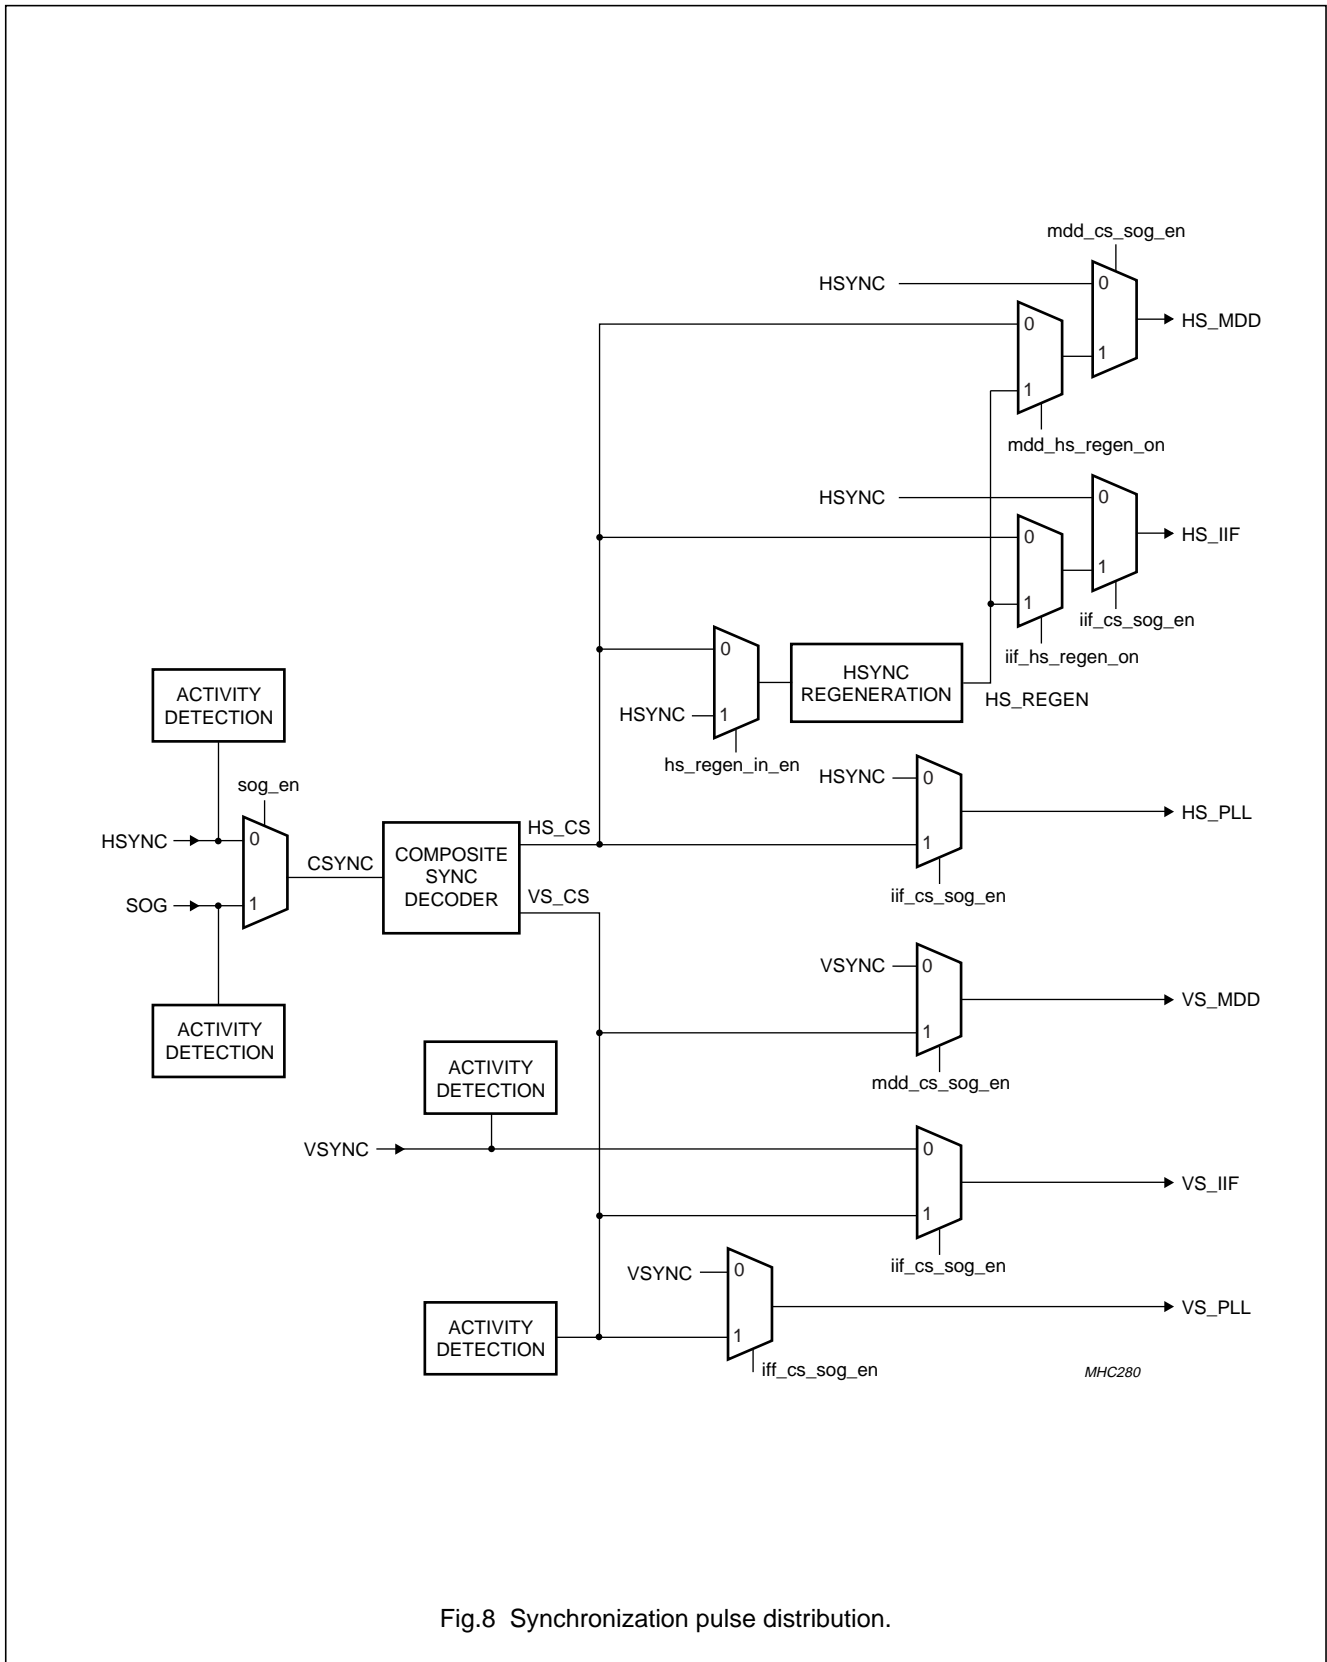 mdd_cs_sog_en
HSYNC
0
HS_MDD
0
1
1
mdd_hs_regen_on
HSYNC
0
HS_IIF
0
1
1
iif_cs_sog_en
iif_hs_regen_on
0
HSYNC
REGENERATION
HS_REGEN
HSYNC
1
hs_regen_in_en
ACTIVITY
DETECTION
sog_en
HSYNC
0
HS_PLL
HSYNC
0
CSYNC
COMPOSITE
SYNC
DECODER
HS_CS
1
iif_cs_sog_en
SOG
1
VS_CS
VSYNC
0
VS_MDD
1
mdd_cs_sog_en
ACTIVITY
DETECTION
ACTIVITY
DETECTION
VSYNC
0
VS_IIF
1
iif_cs_sog_en
VSYNC
0
VS_PLL
ACTIVITY
DETECTION
1
iff_cs_sog_en
MHC280
Fig.8 Synchronization pulse distribution.